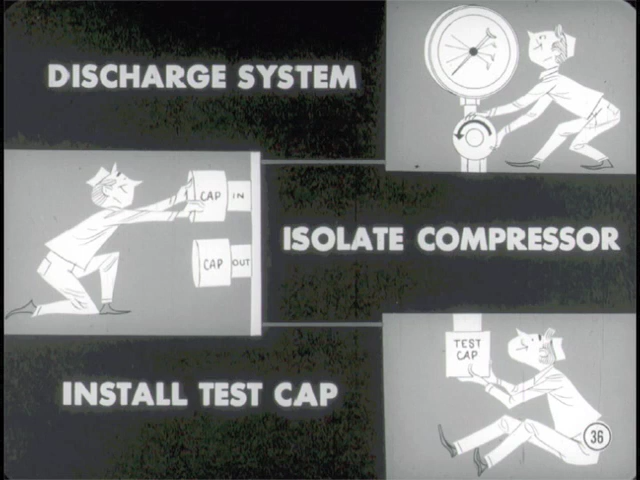 DISCHARGE SYSTEM
CAP IN
ISOLATE COMPRESSOR
CAP OUT
TEST
CAP
INSTALL TEST CAP
36